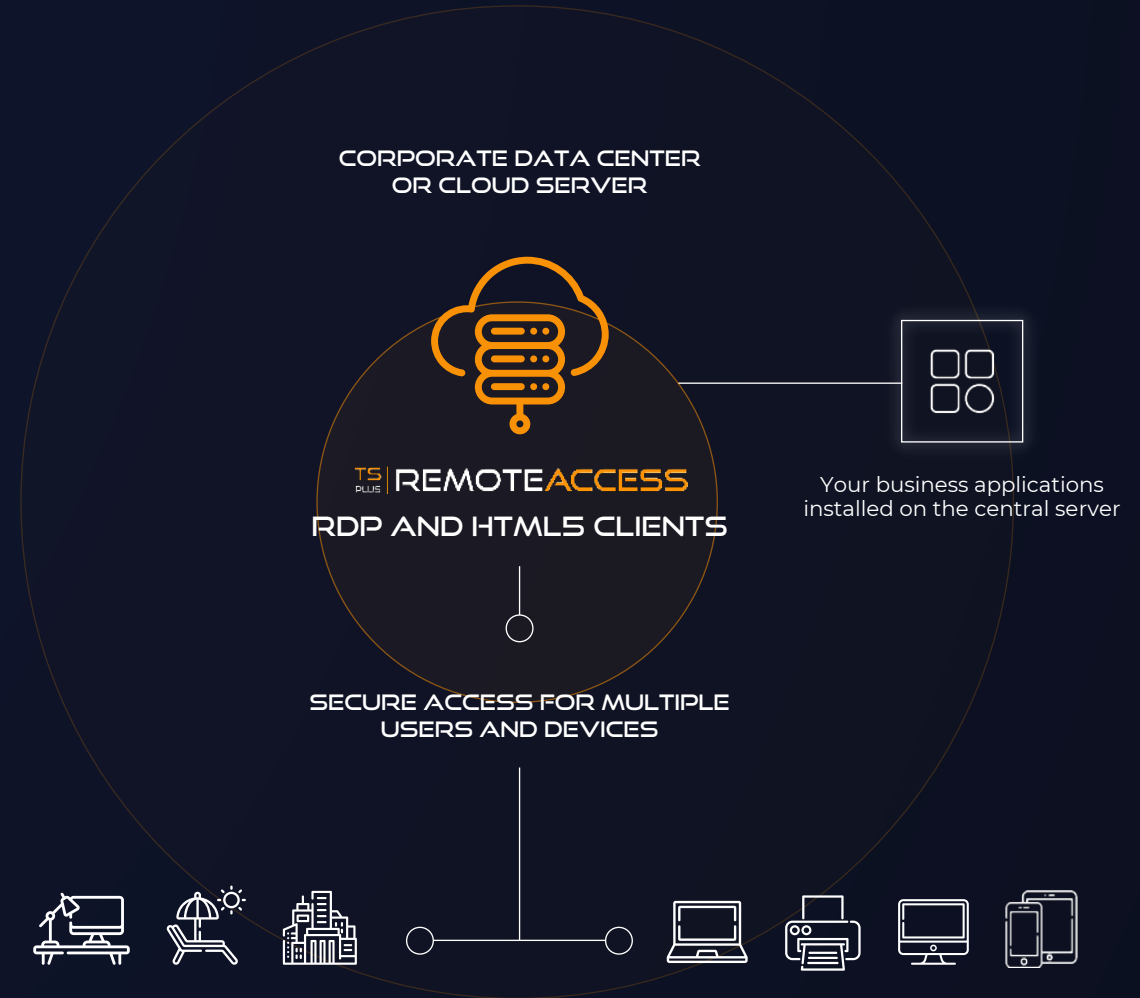 CORPORATE DATA CENTER
OR CLOUD SERVER
TS PLUS | REMOTEACCESS
RDP AND HTML5 CLIENTS
Your business applications
installed on the central server
SECURE ACCESS FOR MULTIPLE
USERS AND DEVICES